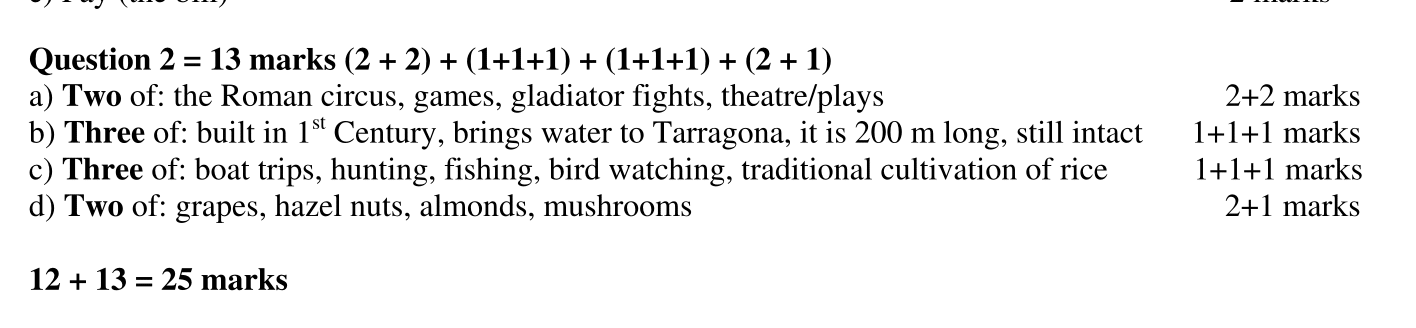 Question 2 = 13 marks (2 + 2) + (1+1+1) + (1+1+1) + (2 + 1)
a) Two of: the Roman circus, games, gladiator fights, theatre/plays 2+2 marks
b) Three of: built in 1st Century, brings water to Tarragona, it is 200 m long, still intact 1+1+1 marks
c) Three of: boat trips, hunting, fishing, bird watching, traditional cultivation of rice 1+1+1 marks
d) Two of: grapes, hazel nuts, almonds, mushrooms 2+1 marks
12 + 13 = 25 marks